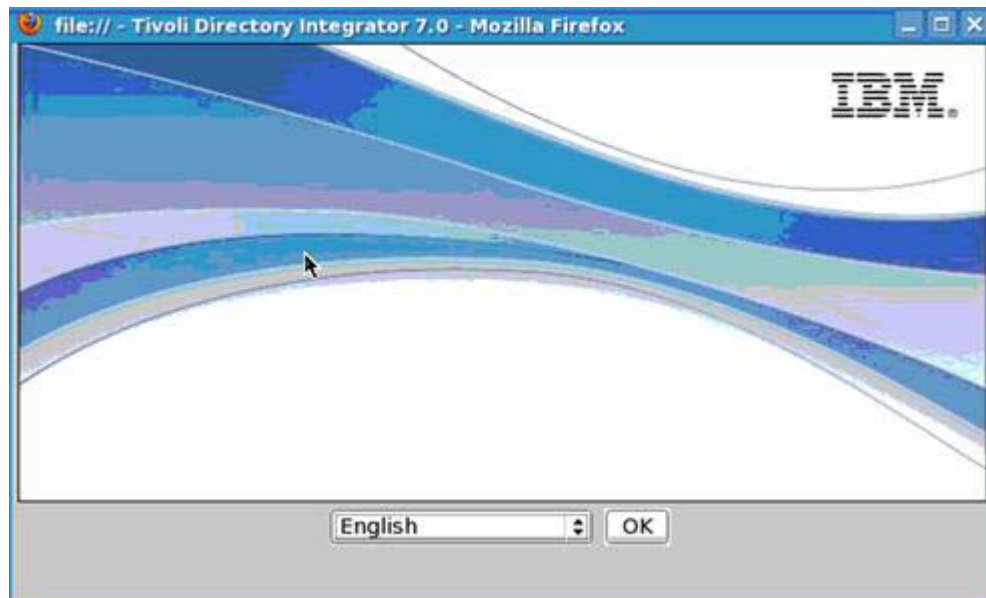 file:// - Tivoli Directory Integrator 7.0 - Mozilla Firefox
IBM.
English
OK